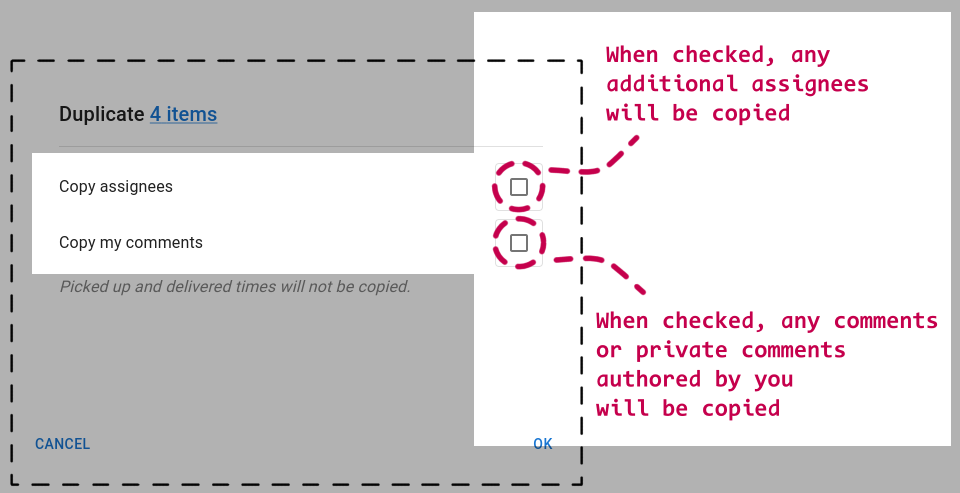 When checked, any
additional assignees
will be copied
Duplicate 4 items
Copy assignees
Copy my comments
Picked up and delivered times will not be copied.
When checked, any comments
or private comments
authored by you
will be copied
CANCEL
OK